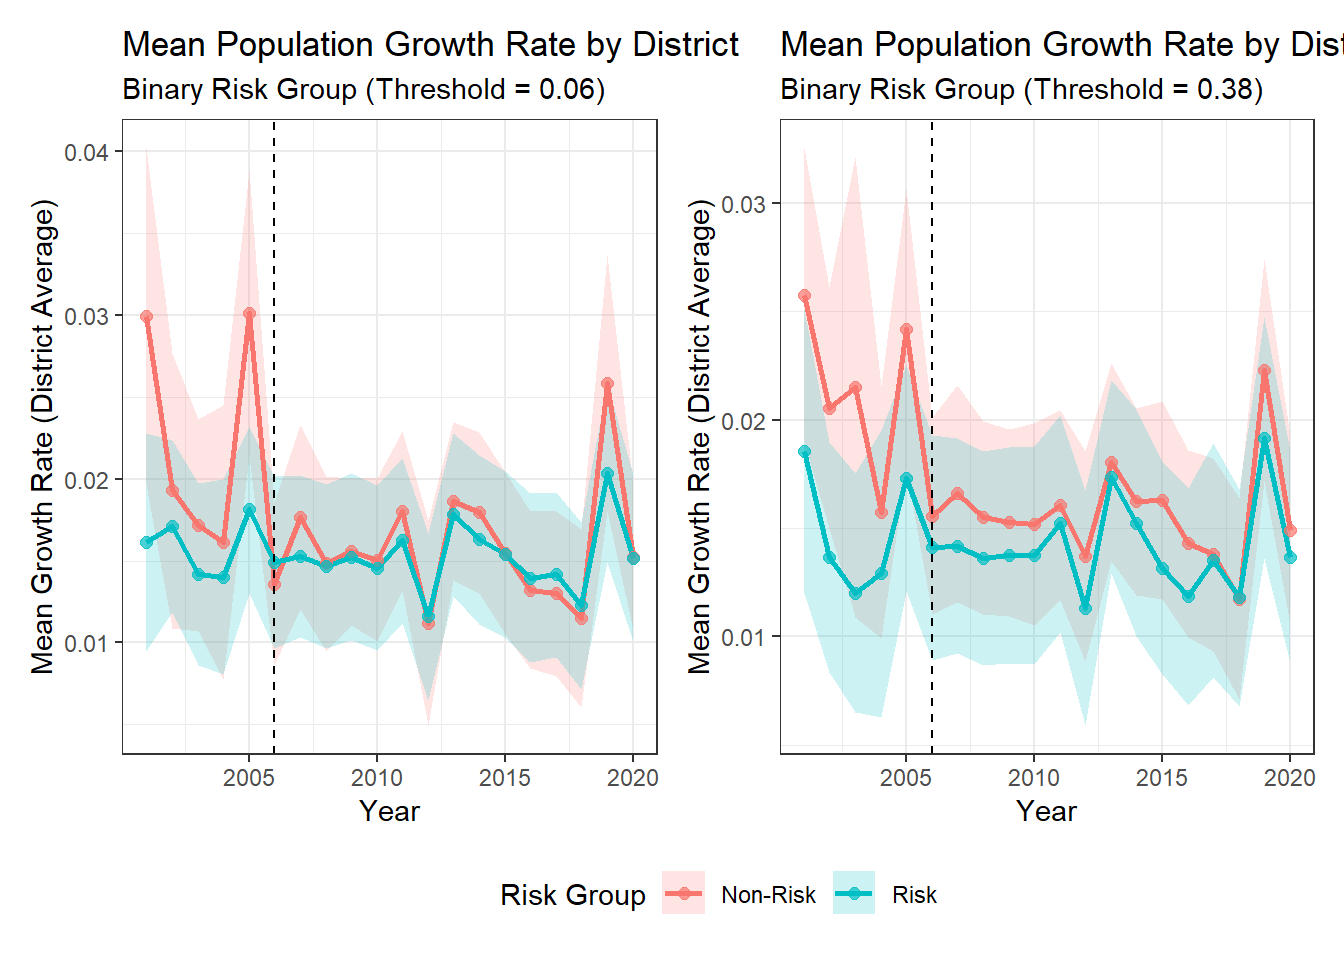 Mean Population Growth Rate by District
Binary Risk Group (Threshold = 0.06)
Mean Growth Rate (District Average)
0.04
0.03
0.02
0.01
2005 2010 2015 2020
Year
Mean Population Growth Rate by Dist
Binary Risk Group (Threshold = 0.38)
Mean Growth Rate (District Average)
0.03
0.02
0.01
2005 2010 2015 2020
Year
Risk Group Non-Risk Risk